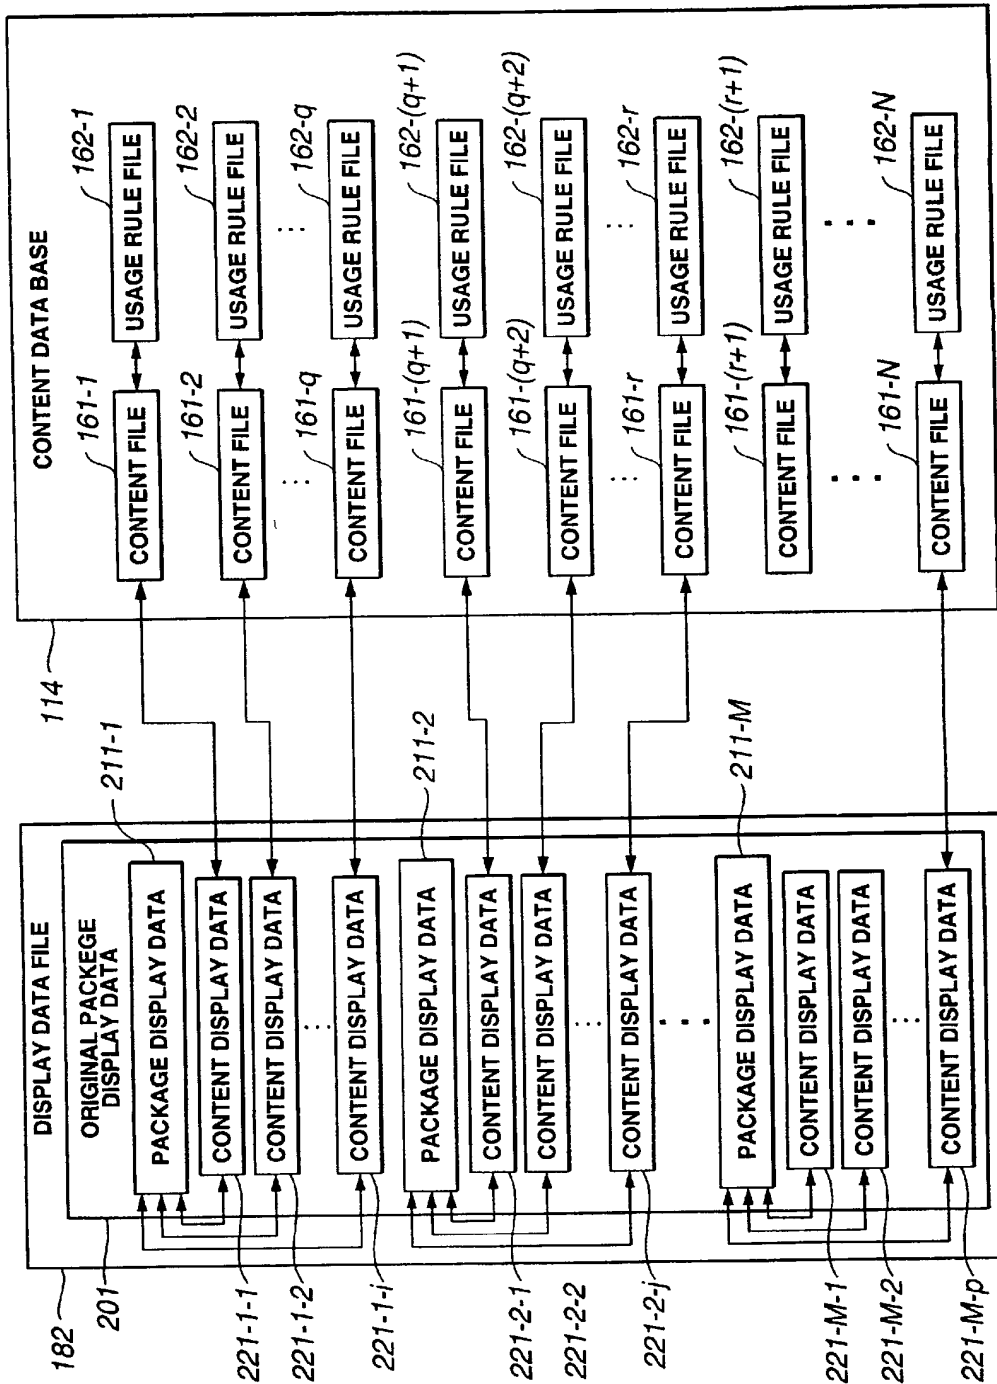 DISPLAY DATA FILE
182
ORIGINAL PACKEGE
DISPLAY DATA
201
PACKAGE DISPLAY DATA
211-1
CONTENT DISPLAY DATA
221-1-1
CONTENT DISPLAY DATA
221-1-2
CONTENT DISPLAY DATA
221-1-i
PACKAGE DISPLAY DATA
211-2
CONTENT DISPLAY DATA
221-2-1
CONTENT DISPLAY DATA
221-2-2
CONTENT DISPLAY DATA
221-2-j
PACKAGE DISPLAY DATA
211-M
CONTENT DISPLAY DATA
221-M-1
CONTENT DISPLAY DATA
221-M-2
CONTENT DISPLAY DATA
221-M-p
CONTENT DATA BASE
114
CONTENT FILE
161-1
USAGE RULE FILE
162-1
CONTENT FILE
161-2
USAGE RULE FILE
162-2
CONTENT FILE
161-q
USAGE RULE FILE
162-q
CONTENT FILE
161-(q+1)
USAGE RULE FILE
162-(q+1)
CONTENT FILE
161-(q+2)
USAGE RULE FILE
162-(q+2)
CONTENT FILE
161-r
USAGE RULE FILE
162-r
CONTENT FILE
161-(r+1)
USAGE RULE FILE
162-(r+1)
CONTENT FILE
161-N
USAGE RULE FILE
162-N